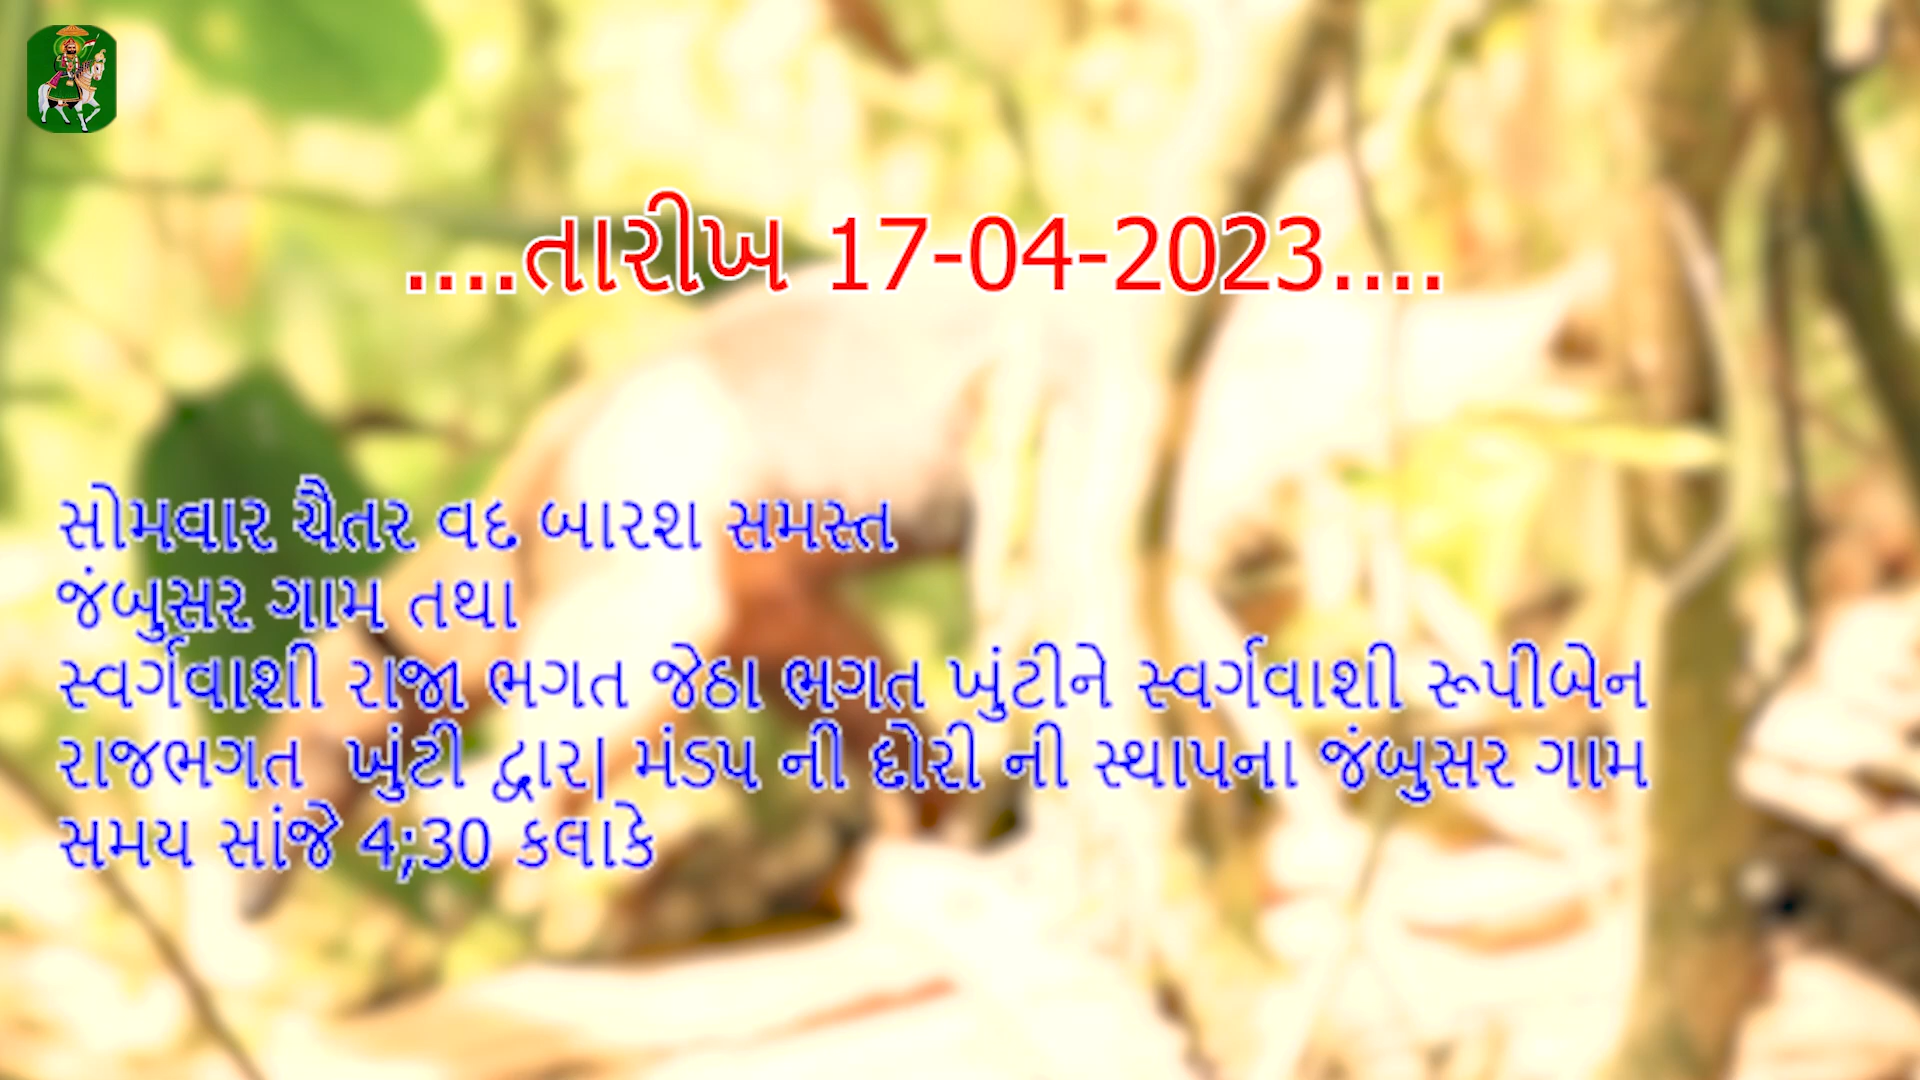 ....તારીખ 17-04-2023....
સોમવાર ચૈતર વદ બારશ સમસ્ત
જંબુસર ગામ તથા
સ્વર્ગવાશી રાજા ભગત જેઠા ભગત ખુંટીને સ્વર્ગવાશી રૂપીબેન
રાજભગત  ખુંટી દ્વાર| મંડપ ની દોરી ની સ્થાપના જંબુસર ગામ
સમય સાંજે 4;30 કલાકે